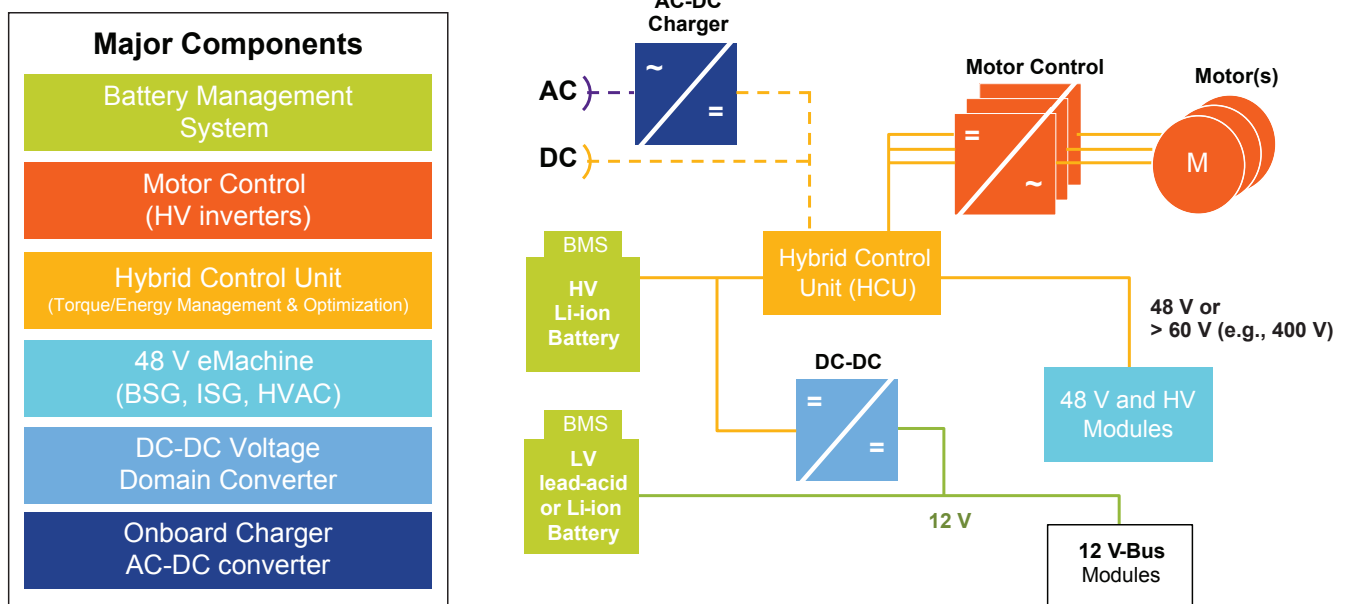 Major Components
Battery Management
System
Motor Control
(HV inverters)
Hybrid Control Unit
(Torque/Energy Management & Optimization)
48 V eMachine
(BSG, ISG, HVAC)
DC-DC Voltage
Domain Converter
Onboard Charger
AC-DC converter
AC-DC
Charger
~
=
AC
DC
Motor Control
=
~
Motor(s)
M
BMS
HV
Li-ion
Battery
Hybrid Control
Unit (HCU)
48 V or
> 60 V (e.g., 400 V)
DC-DC
=
=
48 V and HV
Modules
BMS
LV
lead-acid
or Li-ion
Battery
12 V
12 V-Bus
Modules